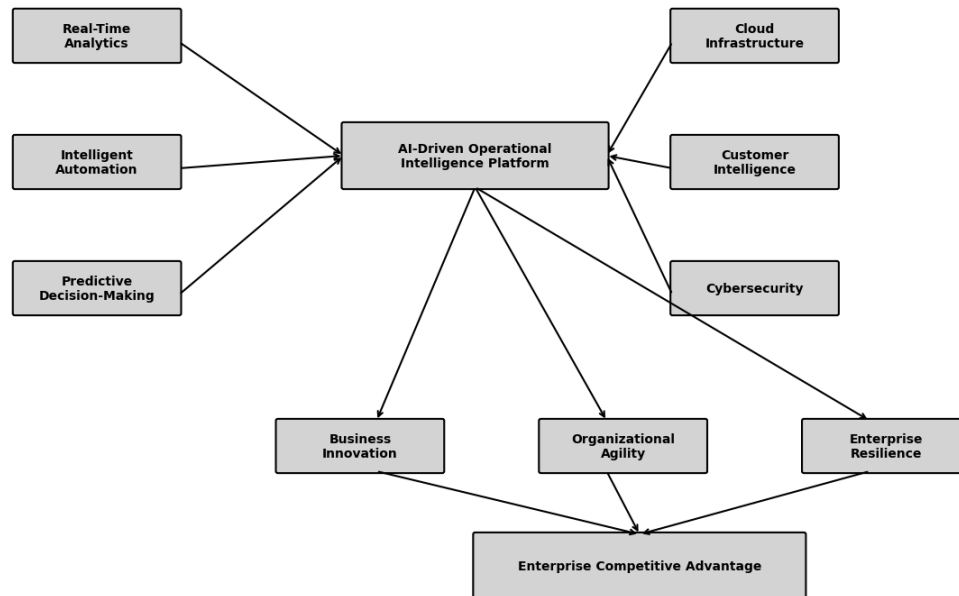 Real-Time
Analytics
Cloud
Infrastructure
AI-Driven Operational
Intelligence Platform
Intelligent
Automation
Customer
Intelligence
Predictive
Decision-Making
Cybersecurity
Business
Innovation
Organizational
Agility
Enterprise
Resilience
Enterprise Competitive Advantage